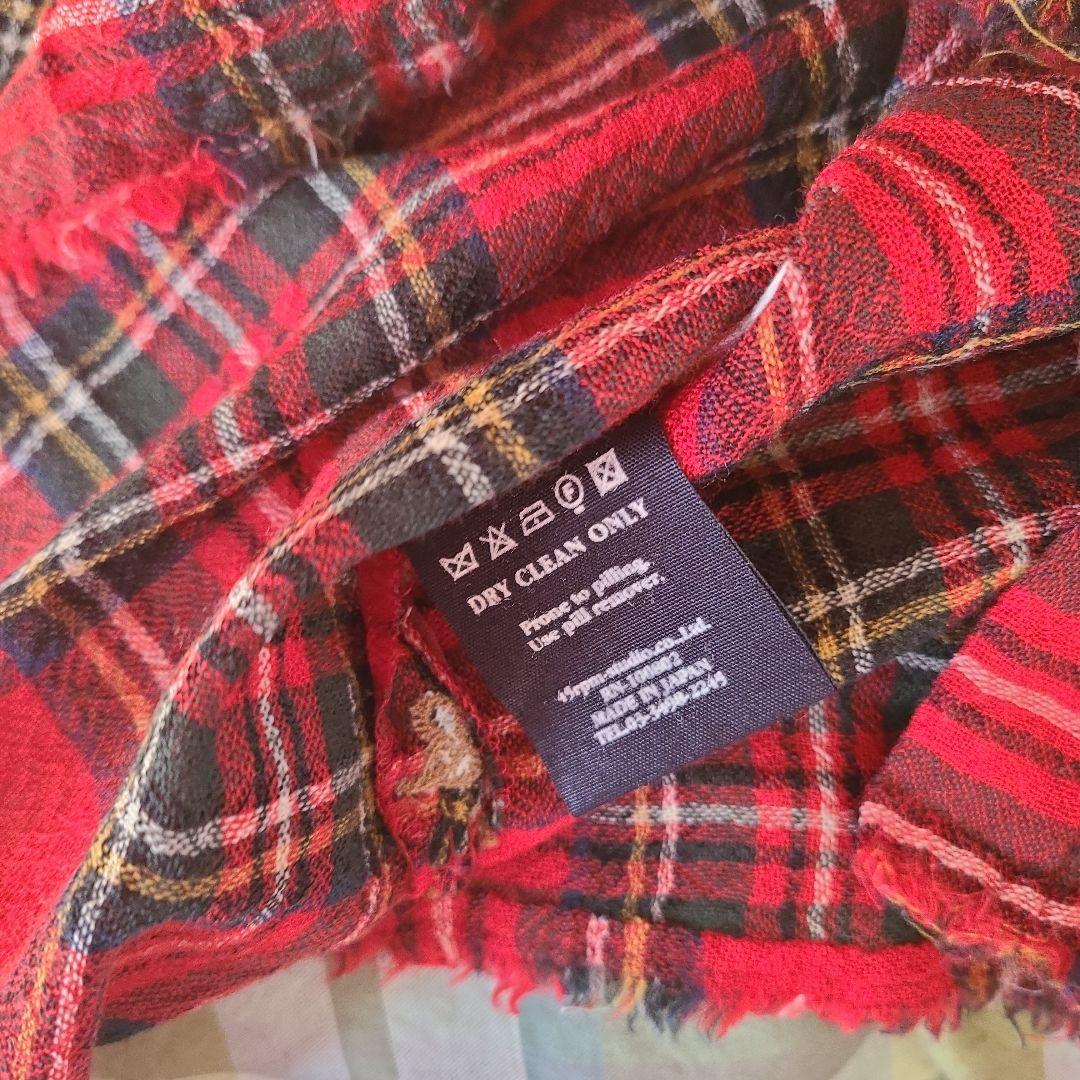 DRY CLEAN ONLY
Prone to pilling.
Use pill remover.
45rpm.studio.co.,Ltd.
MADE IN JAPAN